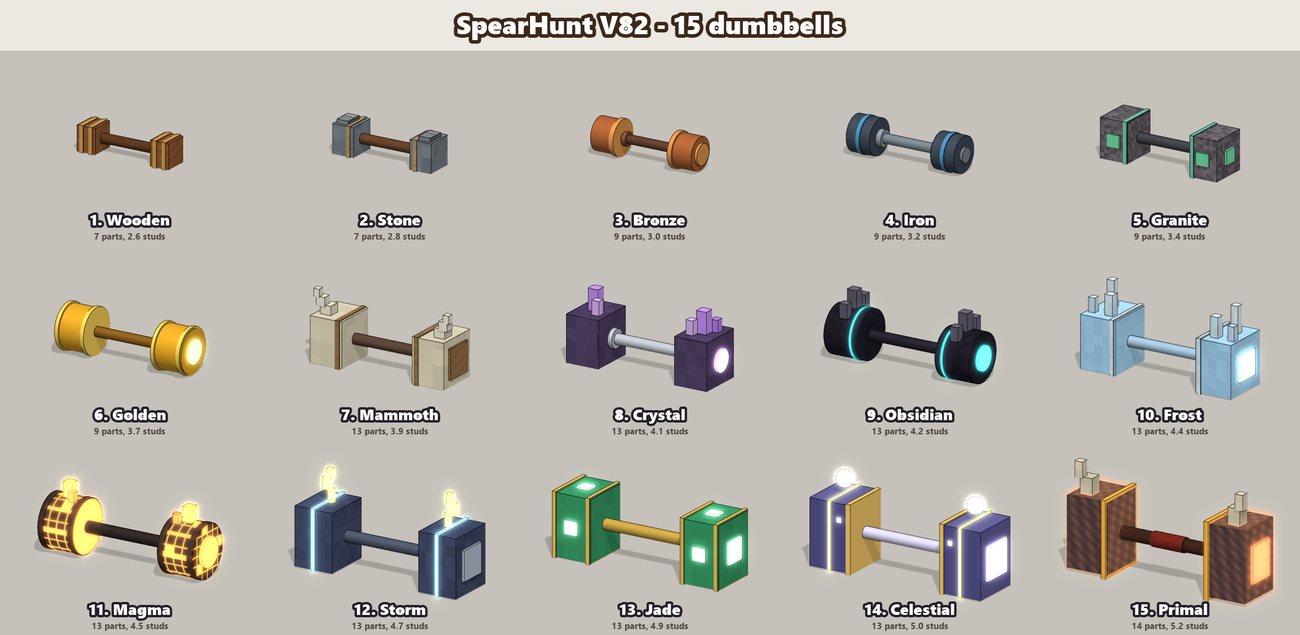 SpearHunt V82 - 15 dumbbells
1. Wooden
7 parts, 2.6 studs
2. Stone
7 parts, 2.8 studs
3. Bronze
9 parts, 3.0 studs
4. Iron
9 parts, 3.2 studs
5. Granite
9 parts, 3.4 studs
6. Golden
9 parts, 3.7 studs
7. Mammoth
13 parts, 3.9 studs
8. Crystal
13 parts, 4.1 studs
9. Obsidian
13 parts, 4.2 studs
10. Frost
13 parts, 4.4 studs
11. Magma
13 parts, 4.5 studs
12. Storm
13 parts, 4.7 studs
13. Jade
13 parts, 4.9 studs
14. Celestial
13 parts, 5.0 studs
15. Primal
14 parts, 5.2 studs